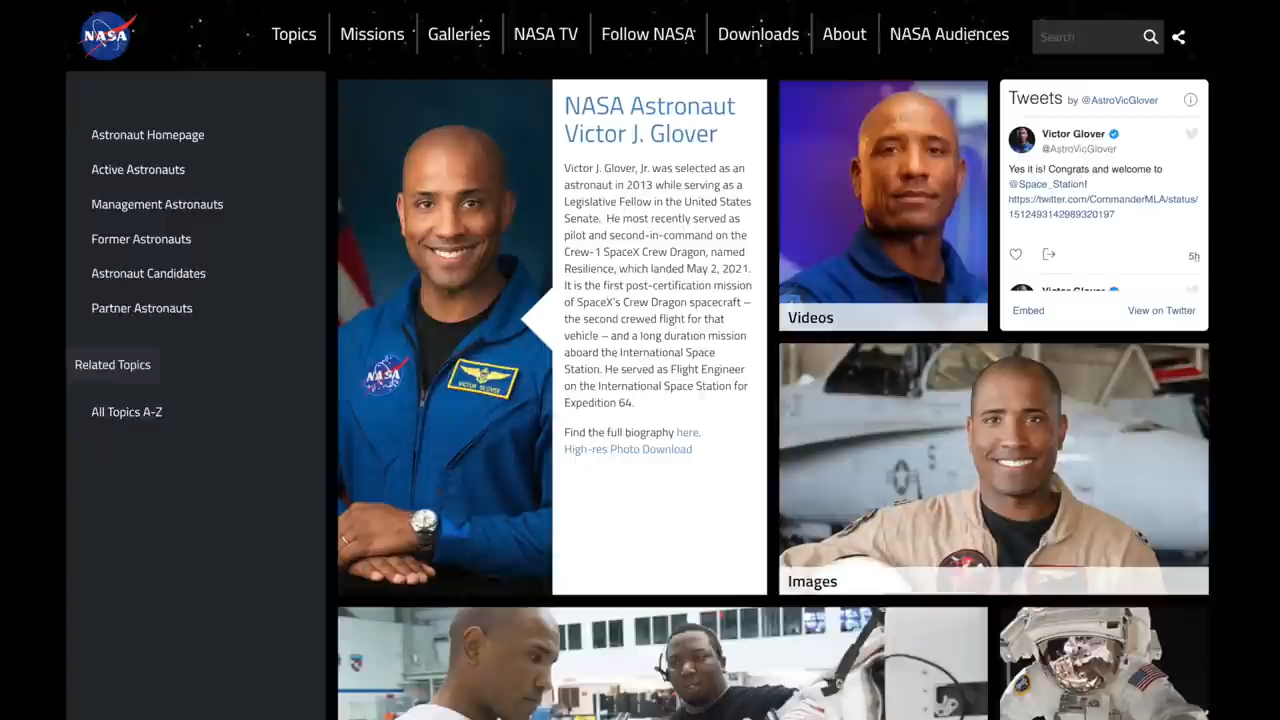 NASA
Topics
Missions
Galleries
NASA TV
Follow NASA
Downloads
About
NASA Audiences
Search
Astronaut Homepage
Active Astronauts
Management Astronauts
Former Astronauts
Astronaut Candidates
Partner Astronauts
Related Topics
All Topics A-Z
NASA
VICTOR GLOVER
NASA Astronaut
Victor J. Glover
Victor J. Glover, Jr. was selected as an
astronaut in 2013 while serving as a
Legislative Fellow in the United States
Senate. He most recently served as
pilot and second-in-command on the
Crew-1 SpaceX Crew Dragon, named
Resilience, which landed May 2, 2021.
It is the first post-certification mission
of SpaceX's Crew Dragon spacecraft –
the second crewed flight for that
vehicle – and a long duration mission
aboard the International Space
Station. He served as Flight Engineer
on the International Space Station for
Expedition 64.
Find the full biography here.
High-res Photo Download
Videos
Tweets by @AstroVicGlover
Victor Glover
@AstroVicGlover
Yes it is! Congrats and welcome to
@Space_Station!
https://twitter.com/CommanderMLA/status/
1512493142989320197
5h
Victor Glover
Embed
View on Twitter
Images